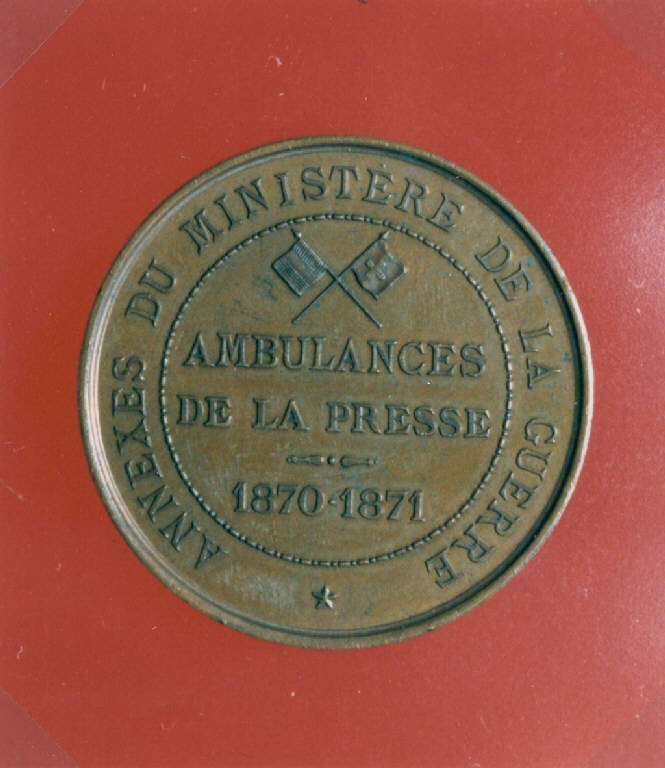 ANNEXES DU MINISTÈRE DE LA GUERRE
AMBULANCES
DE LA PRESSE
1870-1871